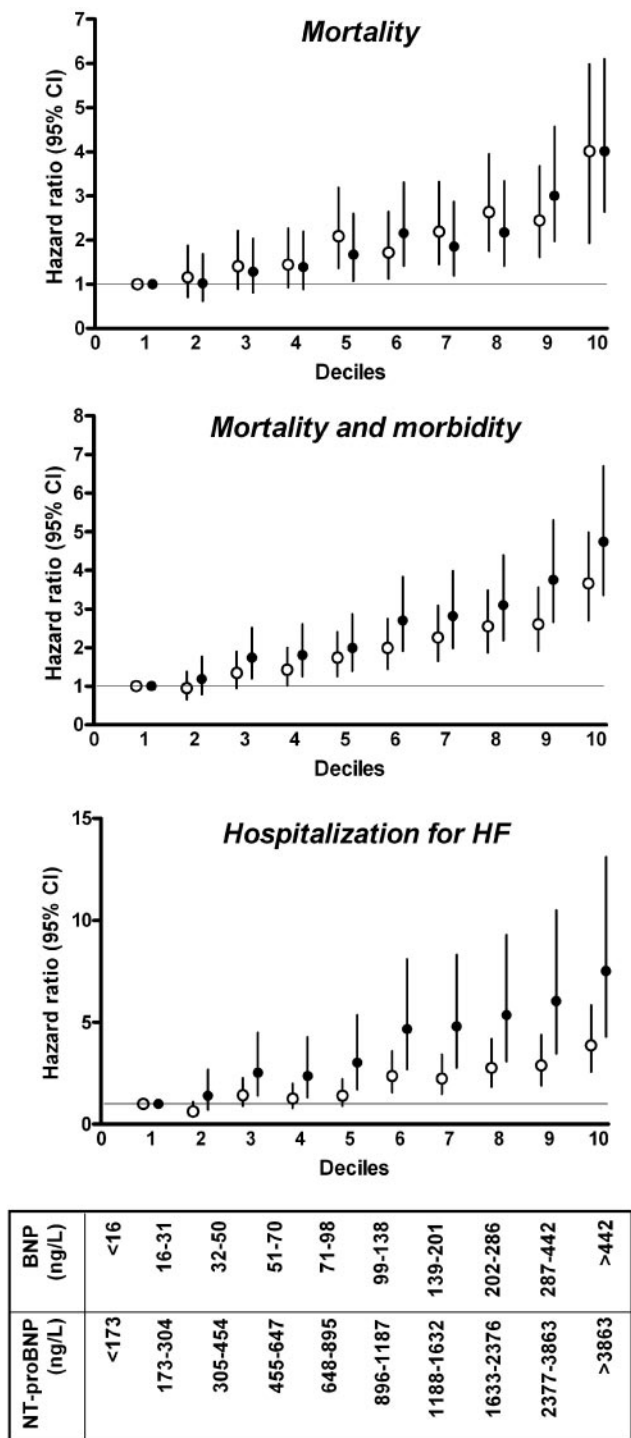 Mortality
Hazard ratio (95% CI)
7
6
5
4
3
2
1
0
0 1 2 3 4 5 6 7 8 9 10
Deciles
Mortality and morbidity
Hazard ratio (95% CI)
8
7
6
5
4
3
2
1
0
0 1 2 3 4 5 6 7 8 9 10
Deciles
Hospitalization for HF
Hazard ratio (95% CI)
15
10
5
0
0 1 2 3 4 5 6 7 8 9 10
Deciles
BNP
(ng/L)
<16
16-31
32-50
51-70
71-98
99-138
139-201
202-286
287-442
>442
NT-proBNP
(ng/L)
<173
173-304
305-454
455-647
648-895
896-1187
1188-1632
1633-2376
2377-3863
>3863